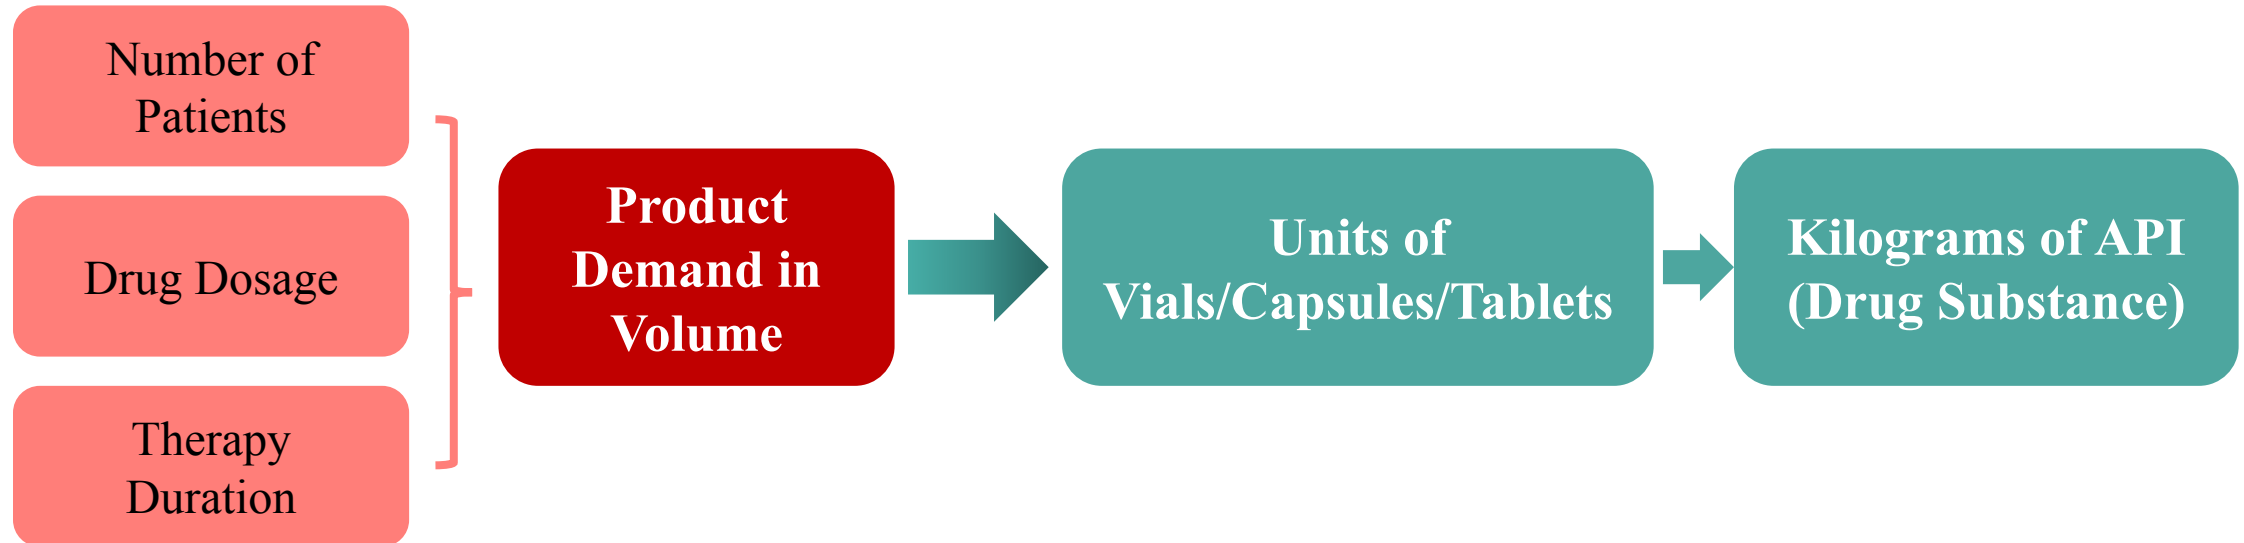 Number of
Patients
Drug Dosage
Therapy
Duration
Product
Demand in
Volume
Units of
Vials/Capsules/Tablets
Kilograms of API
(Drug Substance)